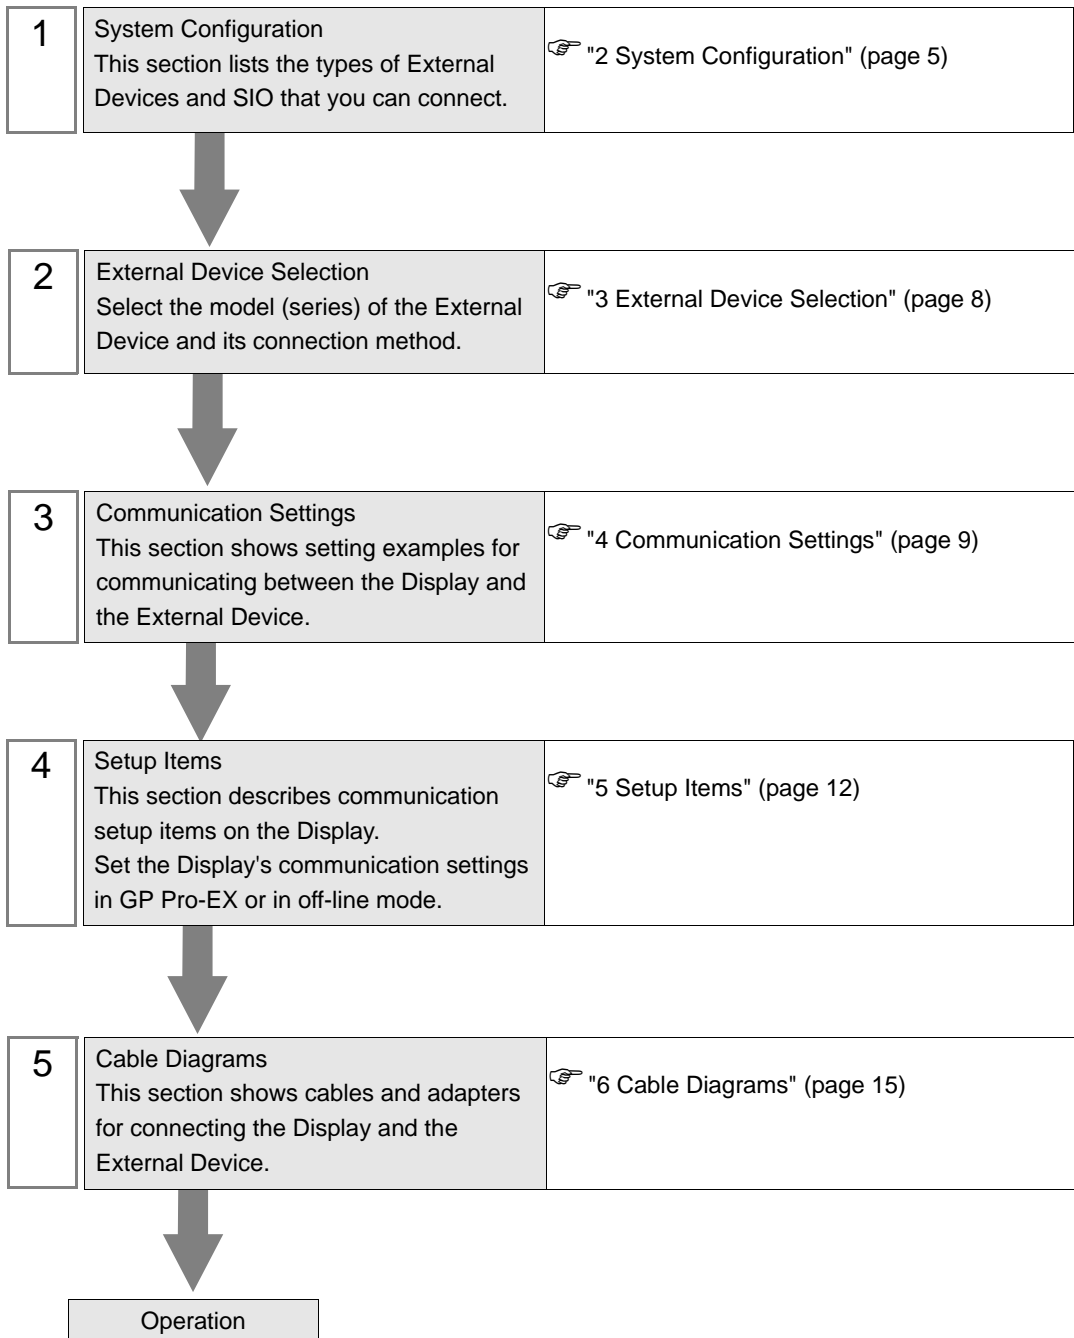 1
System Configuration
This section lists the types of External
Devices and SIO that you can connect.
"2 System Configuration" (page 5)
2
External Device Selection
Select the model (series) of the External
Device and its connection method.
"3 External Device Selection" (page 8)
3
Communication Settings
This section shows setting examples for
communicating between the Display and
the External Device.
"4 Communication Settings" (page 9)
4
Setup Items
This section describes communication
setup items on the Display.
Set the Display's communication settings
in GP Pro-EX or in off-line mode.
"5 Setup Items" (page 12)
5
Cable Diagrams
This section shows cables and adapters
for connecting the Display and the
External Device.
"6 Cable Diagrams" (page 15)
Operation